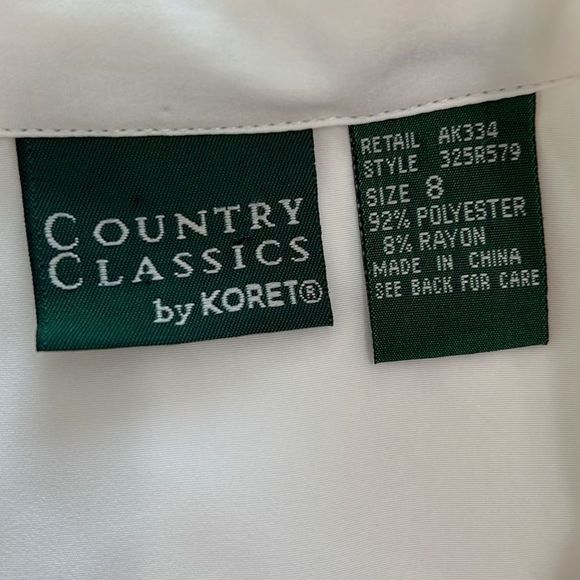 COUNTRY
CLASSICS
by KORET®
RETAIL AK334
STYLE 325R579
SIZE 8
92% POLYESTER
8% RAYON
MADE IN CHINA
SEE BACK FOR CARE